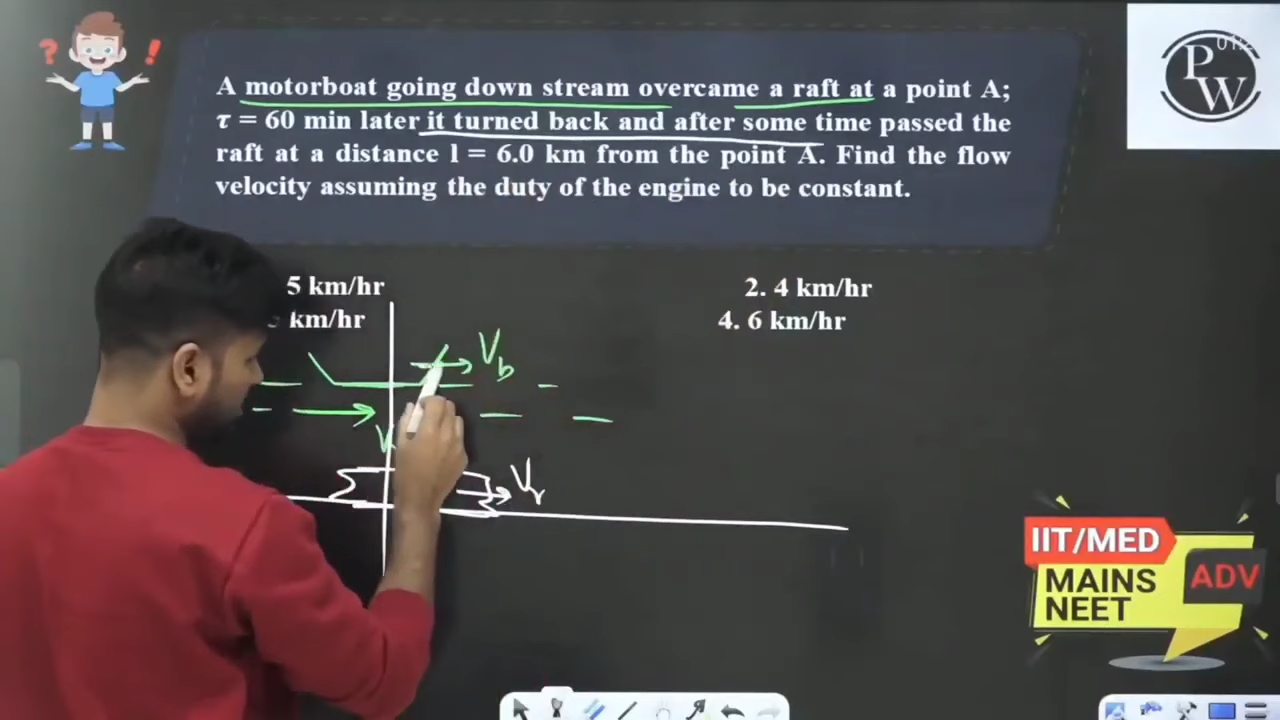 ? !
A motorboat going down stream overcame a raft at a point A;
τ = 60 min later it turned back and after some time passed the
raft at a distance l = 6.0 km from the point A. Find the flow
velocity assuming the duty of the engine to be constant.
P
W
5 km/hr
2. 4 km/hr
km/hr
4. 6 km/hr
Vb
V
Vr
IIT/MED
MAINS
NEET
ADV